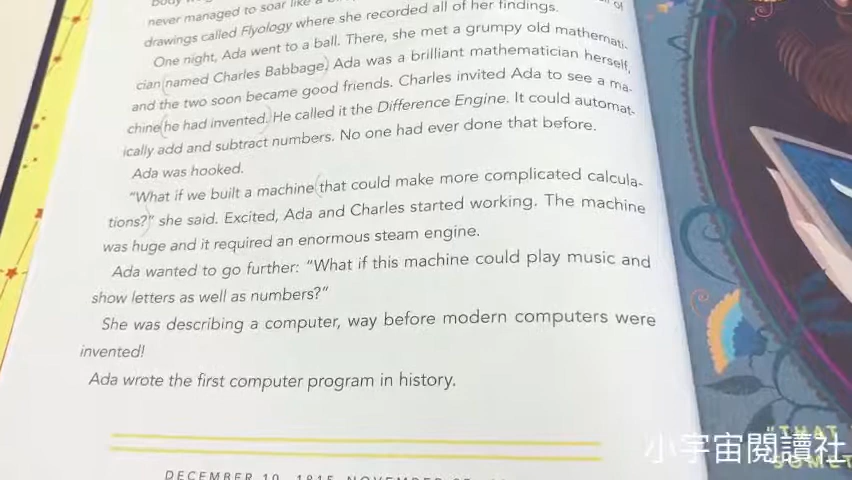 never managed to soar like a
drawings called Flyology where she recorded all of her findings.
One night, Ada went to a ball. There, she met a grumpy old mathemati-
cian (named Charles Babbage) Ada was a brilliant mathematician herself,
and the two soon became good friends. Charles invited Ada to see a ma-
chine (he had invented.) He called it the Difference Engine. It could automat-
ically add and subtract numbers. No one had ever done that before.
Ada was hooked.
“What if we built a machine (that could make more complicated calcula-
tions?)” she said. Excited, Ada and Charles started working. The machine
was huge and it required an enormous steam engine.
Ada wanted to go further: “What if this machine could play music and
show letters as well as numbers?”
She was describing a computer, way before modern computers were
invented!
Ada wrote the first computer program in history.
DECEMBER 10, 1815
"THAT
SOMET
小宇宙閱讀社